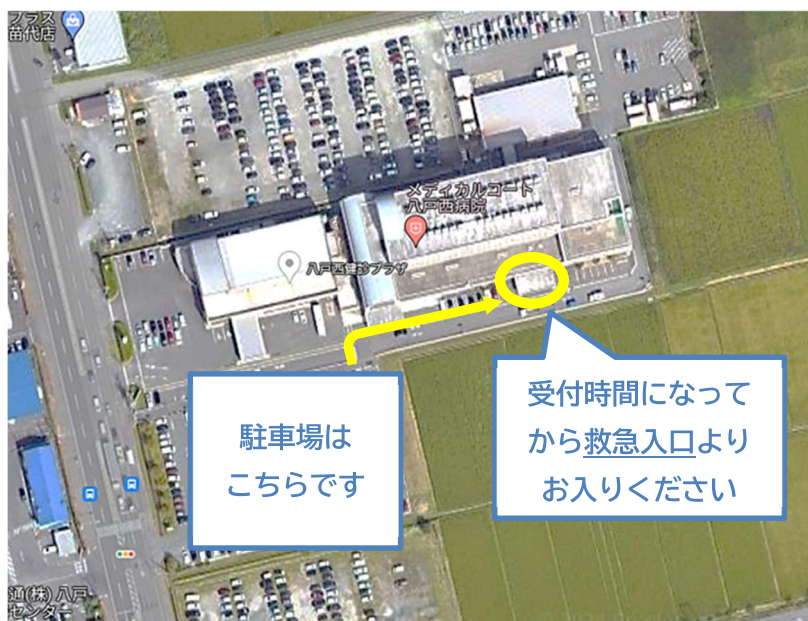 プラス
苗代店
メディカルコート
八戸西病院
八戸西健診プラザ
駐車場は
こちらです
受付時間になって
から救急入口より
お入りください
通(株) 八戸
センター